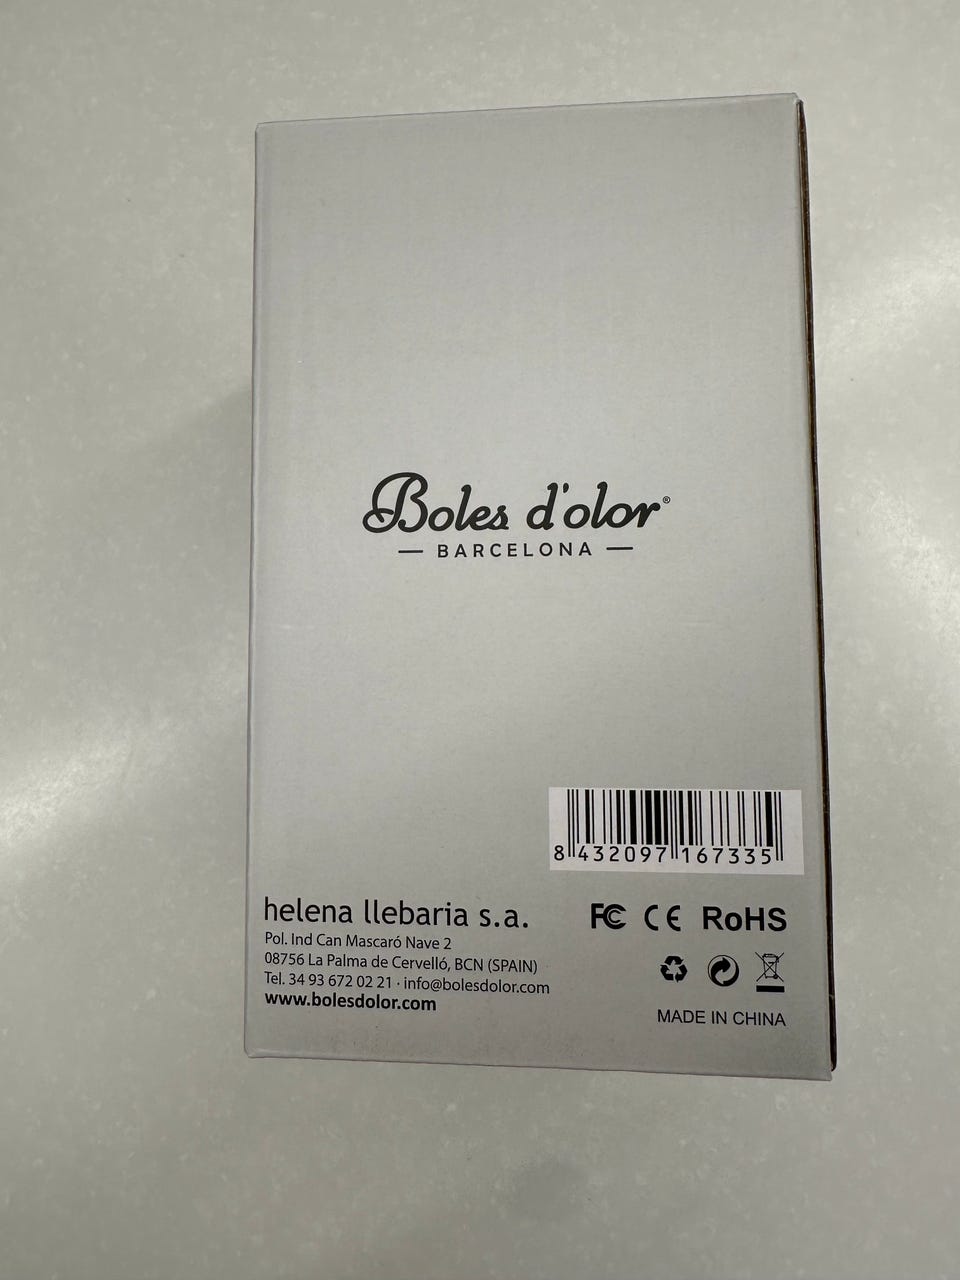 Boles d'olor®
— BARCELONA —
8 432097 167335
helena llebaria s.a.
Pol. Ind Can Mascaró Nave 2
08756 La Palma de Cervelló, BCN (SPAIN)
Tel. 34 93 672 02 21 · info@bolesdolor.com
www.bolesdolor.com
FC CE RoHS
MADE IN CHINA